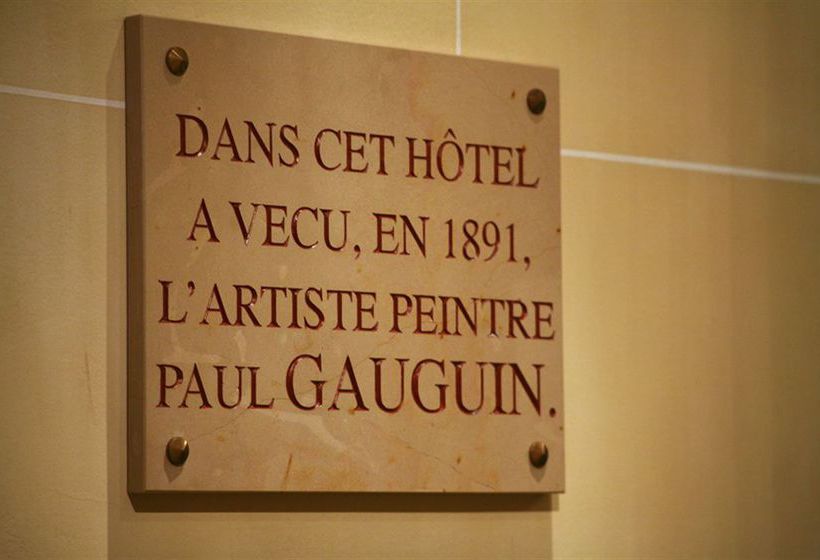 DANS CET HÔTEL
A VECU, EN 1891,
L'ARTISTE PEINTRE
PAUL GAUGUIN.